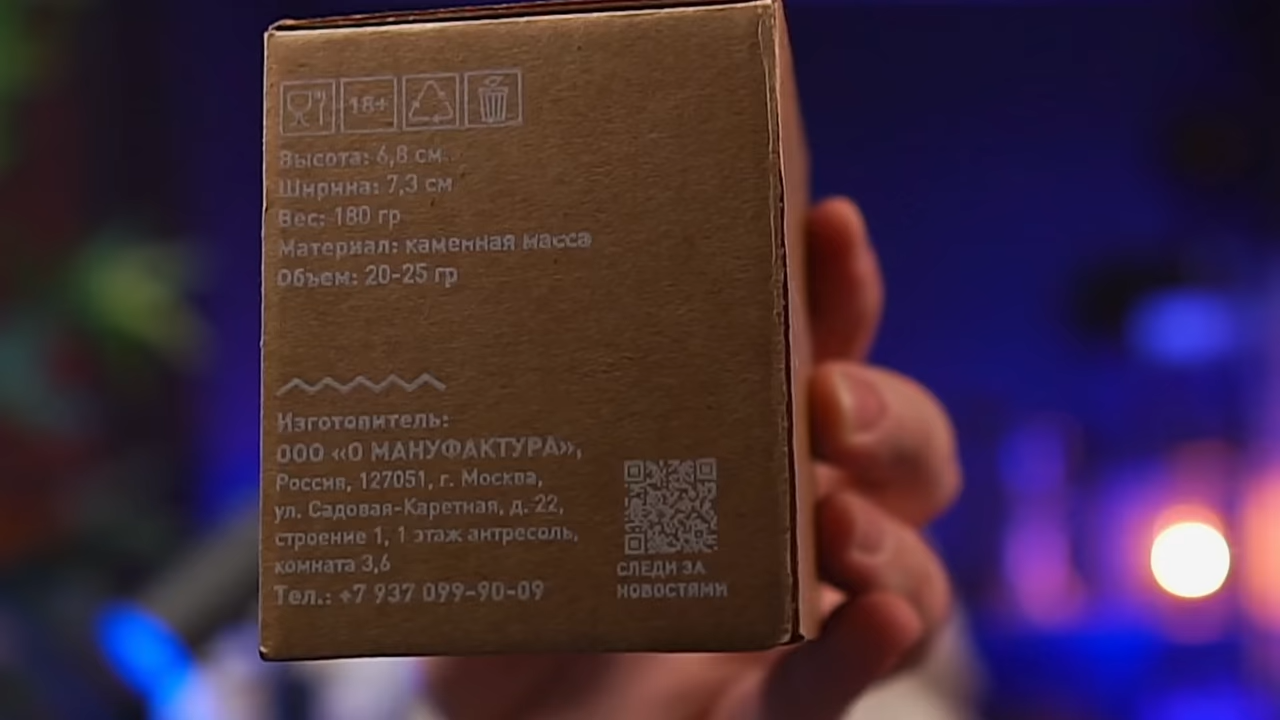 18+
Высота: 6,8 см
Ширина: 7,3 см
Вес: 180 гр
Материал: каменная масса
Объем: 20-25 гр
Изготовитель:
ООО «О МАНУФАКТУРА»,
Россия, 127051, г. Москва,
ул. Садовая-Каретная, д. 22,
строение 1, 1 этаж антресоль,
комната 3,6
Тел.: +7 937 099-90-09
СЛЕДИ ЗА
НОВОСТЯМИ